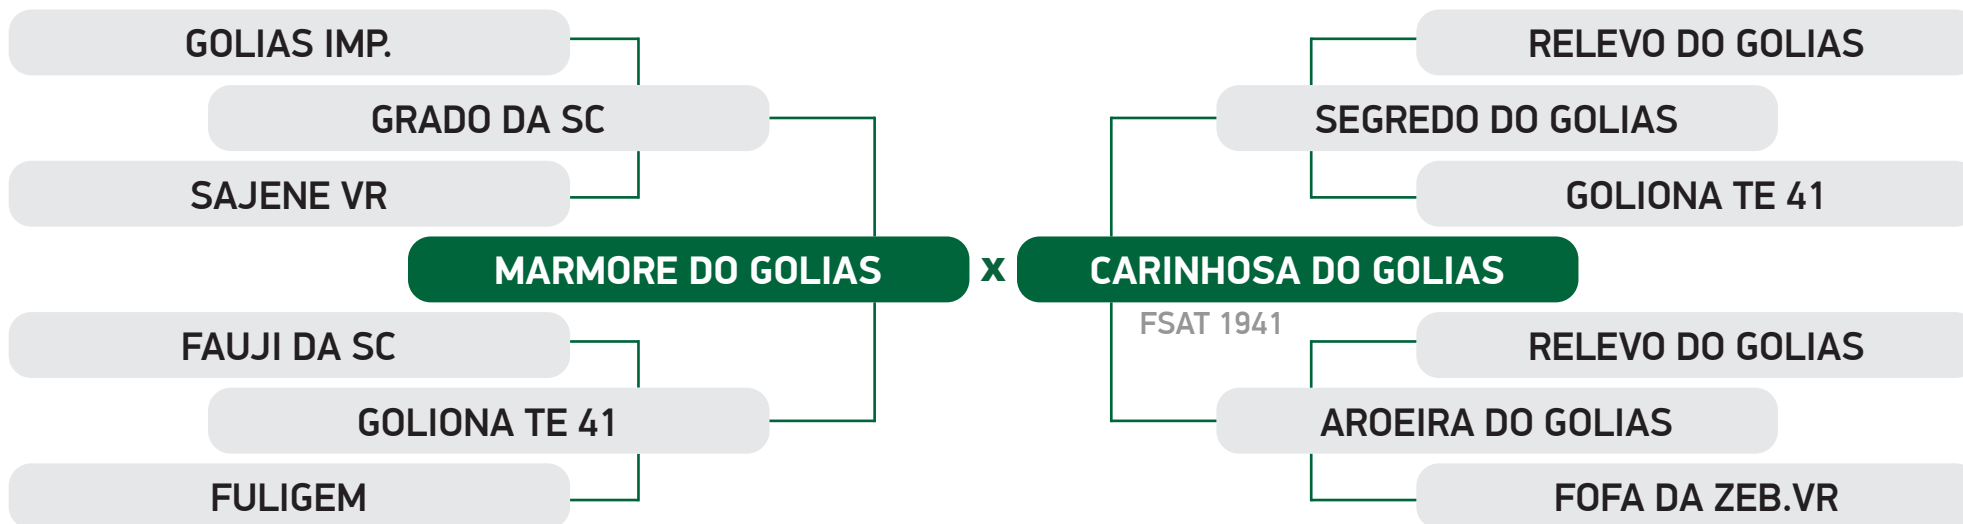 GOLIAS IMP.
RELEVO DO GOLIAS
GRADO DA SC
SEGREDO DO GOLIAS
SAJENE VR
GOLIONA TE 41
MARMORE DO GOLIAS x CARINHOSA DO GOLIAS
FSAT 1941
FAUJI DA SC
RELEVO DO GOLIAS
GOLIONA TE 41
AROEIRA DO GOLIAS
FULIGEM
FOFA DA ZEB.VR